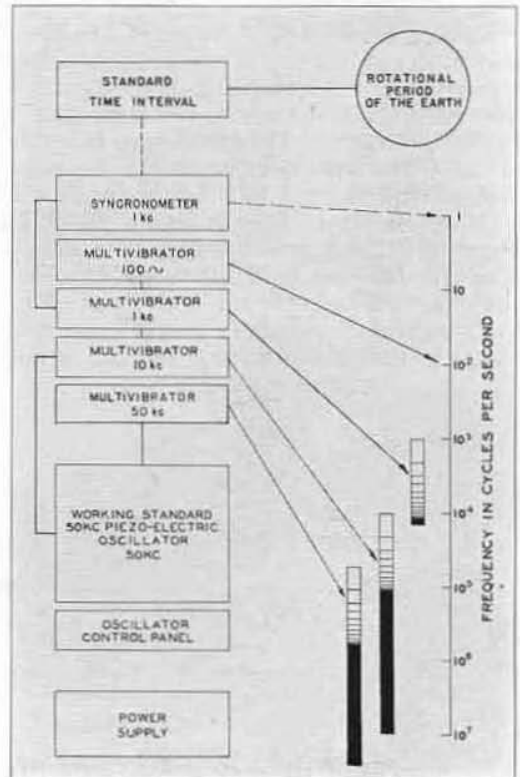 STANDARD
TIME INTERVAL
ROTATIONAL
PERIOD
OF THE EARTH
SYNCRONOMETER
1 kc
MULTIVIBRATOR
100 ~
MULTIVIBRATOR
1 kc
MULTIVIBRATOR
10 kc
MULTIVIBRATOR
50 kc
WORKING STANDARD
50KC PIEZO-ELECTRIC
OSCILLATOR
50KC
OSCILLATOR
CONTROL PANEL
POWER
SUPPLY
1
10
10²
10³
10⁴
10⁵
10⁶
10⁷
FREQUENCY IN CYCLES PER SECOND